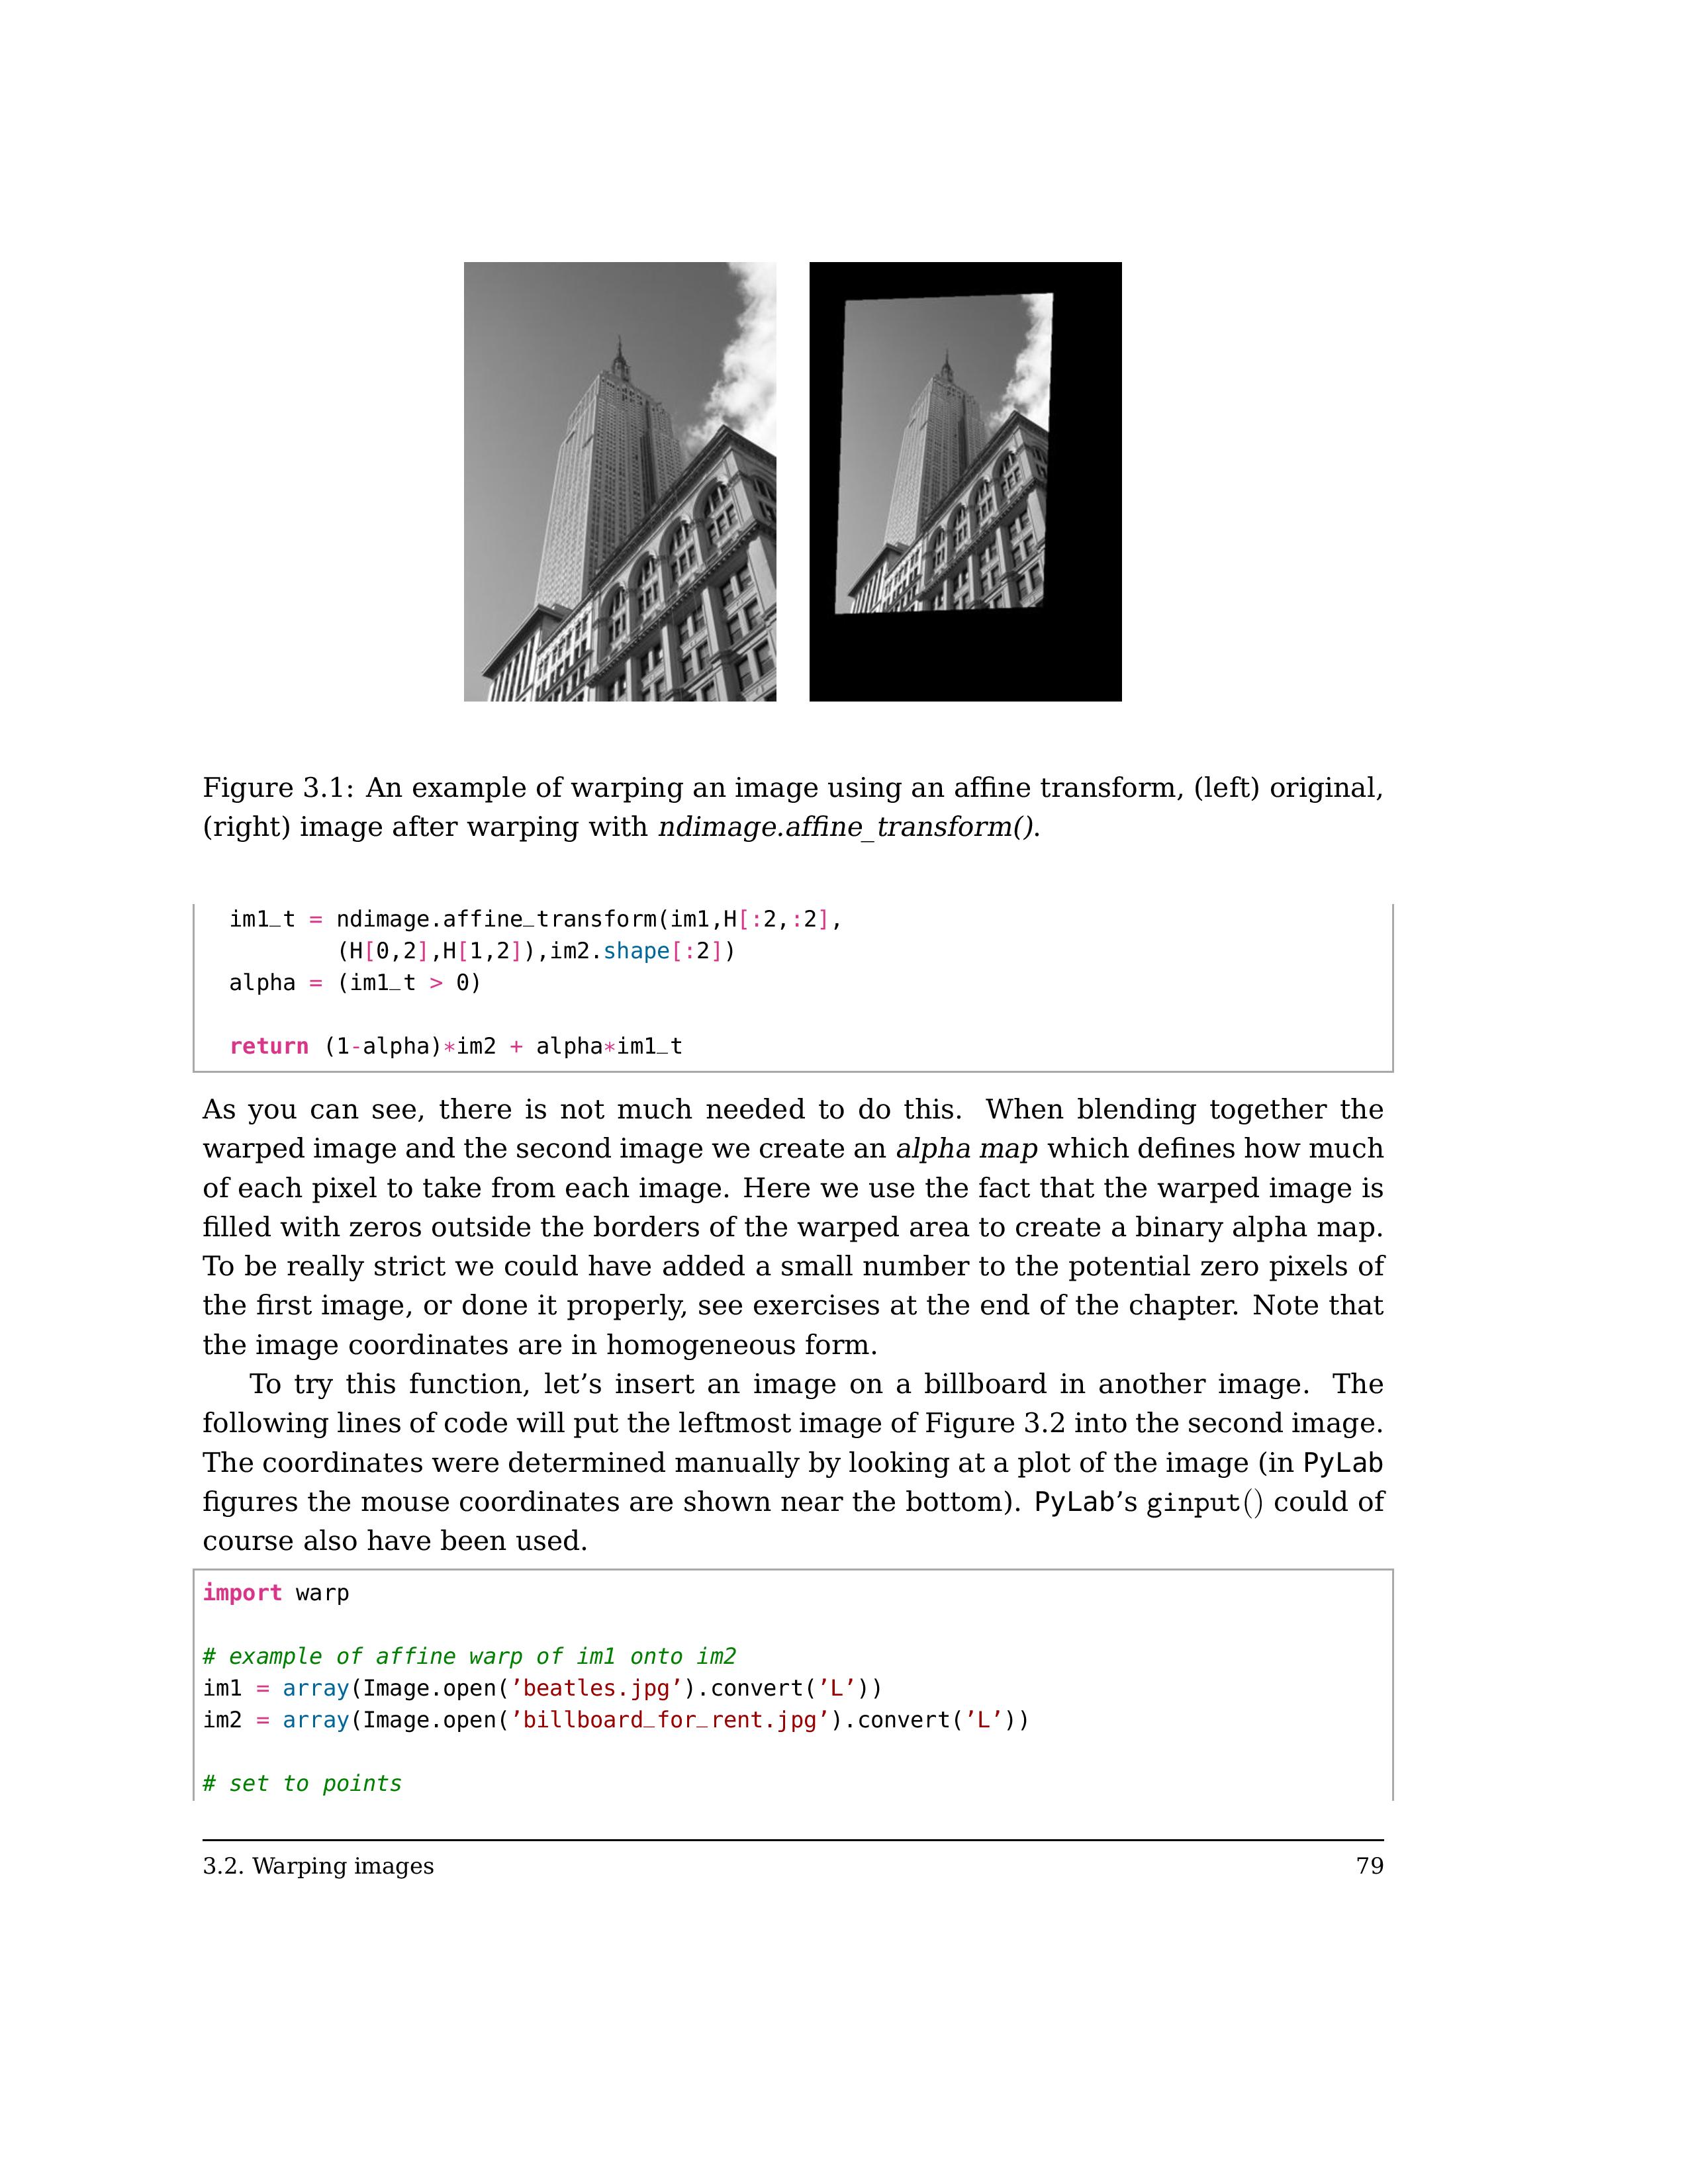 Figure 3.1: An example of warping an image using an affine transform, (left) original,
(right) image after warping with ndimage.affine_transform().
im1_t = ndimage.affine_transform(im1,H[:2,:2],
(H[0,2],H[1,2]),im2.shape[:2])
alpha = (im1_t > 0)
return (1-alpha)*im2 + alpha*im1_t
As you can see, there is not much needed to do this. When blending together the
warped image and the second image we create an alpha map which defines how much
of each pixel to take from each image. Here we use the fact that the warped image is
filled with zeros outside the borders of the warped area to create a binary alpha map.
To be really strict we could have added a small number to the potential zero pixels of
the first image, or done it properly, see exercises at the end of the chapter. Note that
the image coordinates are in homogeneous form.
To try this function, let’s insert an image on a billboard in another image. The
following lines of code will put the leftmost image of Figure 3.2 into the second image.
The coordinates were determined manually by looking at a plot of the image (in PyLab
figures the mouse coordinates are shown near the bottom). PyLab’s ginput() could of
course also have been used.
import warp
# example of affine warp of im1 onto im2
im1 = array(Image.open(’beatles.jpg’).convert(’L’))
im2 = array(Image.open(’billboard_for_rent.jpg’).convert(’L’))
# set to points
3.2. Warping images 79